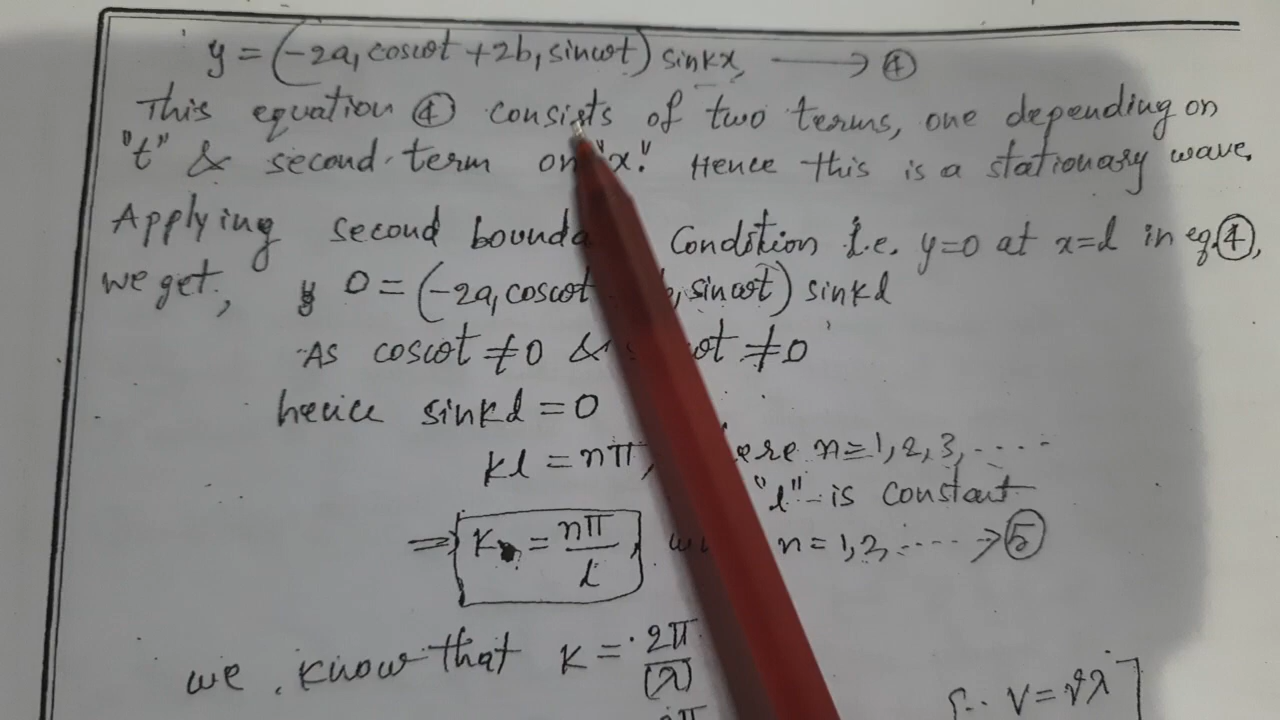 y = (-2a, cosωt + 2b, sinωt) sinkx, ⟶ ④
This equation ④ consists of two terms, one depending on
"t" & second term on "x". Hence this is a stationary wave.
Applying second bounda Condition i.e. y=0 at x=l in eq.④,
we get, 0 = (-2a, cosωt b, sinωt) sinkl
As cosωt ≠ 0 & ωt ≠ 0
hence sinkl = 0
kl = nπ, ere n = 1, 2, 3, ....
"l" is constant
⇒ K = nπ/l, n = 1, 2, .... → ⑤
we know that K = 2π/(λ)
[∵ v = νλ]
2π